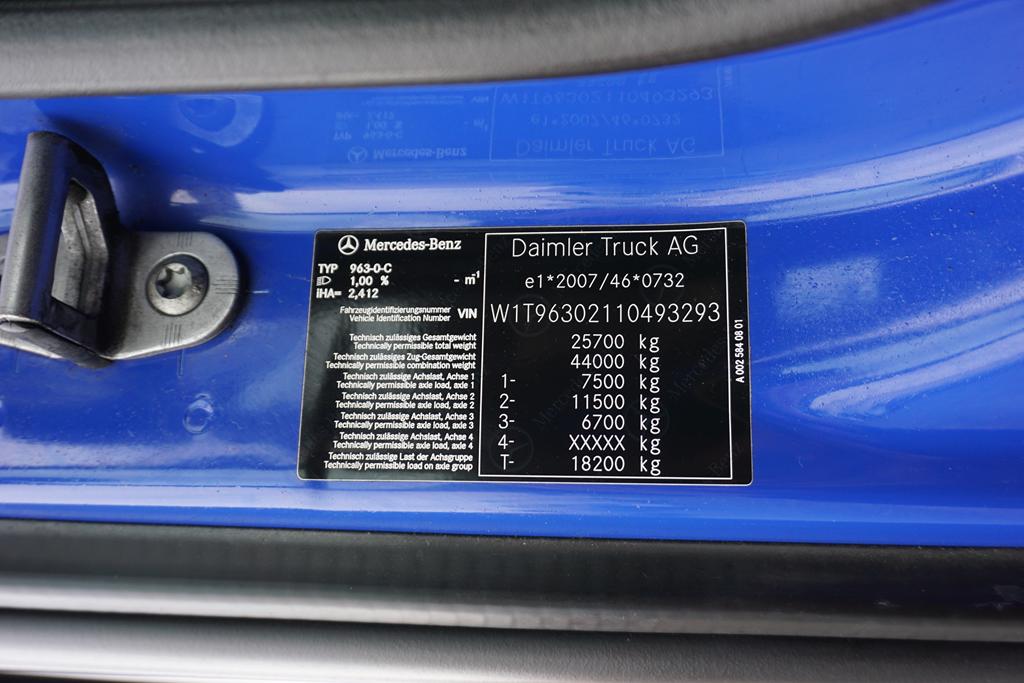 Mercedes-Benz
TYP 963-0-C
1,00 % - m⁻¹
iHA= 2,412
Fahrzeugidentifizierungsnummer
Vehicle Identification Number VIN
Daimler Truck AG
e1*2007/46*0732
W1T96302110493293
Technisch zulässiges Gesamtgewicht
Technically permissible total weight
25700 kg
Technisch zulässiges Zug-Gesamtgewicht
Technically permissible combination weight
44000 kg
Technisch zulässige Achslast, Achse 1
Technically permissible axle load, axle 1
1- 7500 kg
Technisch zulässige Achslast, Achse 2
Technically permissible axle load, axle 2
2- 11500 kg
Technisch zulässige Achslast, Achse 3
Technically permissible axle load, axle 3
3- 6700 kg
Technisch zulässige Achslast, Achse 4
Technically permissible axle load, axle 4
4- XXXXX kg
Technisch zulässige Last der Achsgruppe
Technically permissible load on axle group
T- 18200 kg
A 002 584 08 01